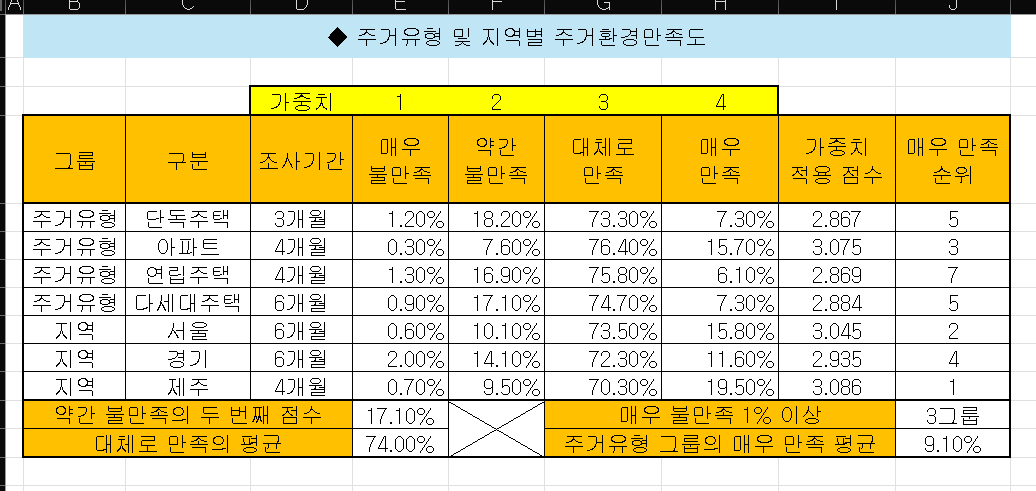 A B C D E F G H I J
◆ 주거유형 및 지역별 주거환경만족도
가중치 1 2 3 4
그룹 구분 조사기간 매우 불만족 약간 불만족 대체로 만족 매우 만족 가중치 적용 점수 매우 만족 순위
주거유형 단독주택 3개월 1.20% 18.20% 73.30% 7.30% 2.867 5
주거유형 아파트 4개월 0.30% 7.60% 76.40% 15.70% 3.075 3
주거유형 연립주택 4개월 1.30% 16.90% 75.80% 6.10% 2.869 7
주거유형 다세대주택 6개월 0.90% 17.10% 74.70% 7.30% 2.884 5
지역 서울 6개월 0.60% 10.10% 73.50% 15.80% 3.045 2
지역 경기 6개월 2.00% 14.10% 72.30% 11.60% 2.935 4
지역 제주 4개월 0.70% 9.50% 70.30% 19.50% 3.086 1
약간 불만족의 두 번째 점수 17.10% 매우 불만족 1% 이상 3그룹
대체로 만족의 평균 74.00% 주거유형 그룹의 매우 만족 평균 9.10%